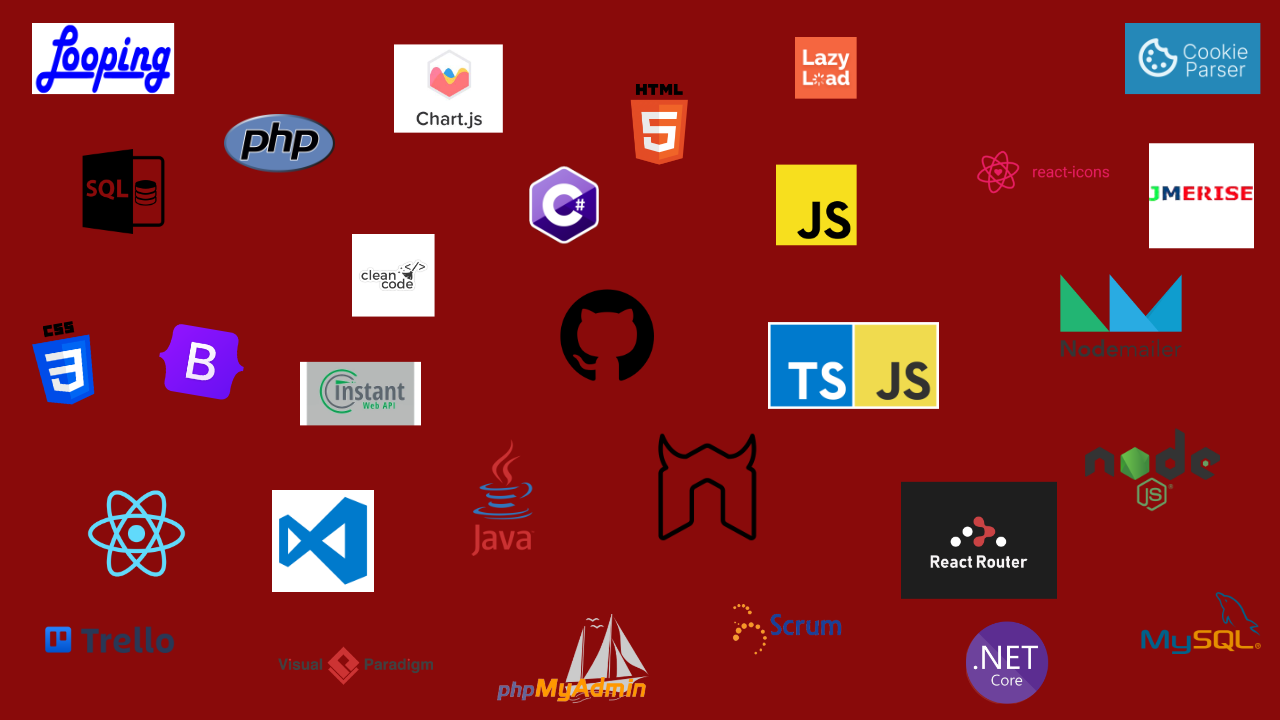 Looping
Chart.js
Lazy
Load
Cookie
Parser
HTML
5
php
SQL
C#
JS
react-icons
JMERISE
clean </>
code
CSS
3
B
instant
Web API
TS JS
Nodemailer
node
JS
Java
React Router
Trello
Visual Paradigm
phpMyAdmin
Scrum
.NET
Core
MySQL®